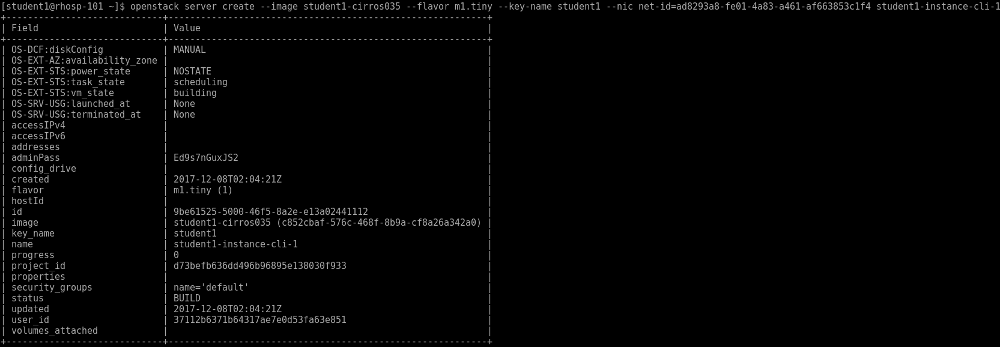 [student1@rhosp-101 ~]$ openstack server create --image student1-cirros035 --flavor m1.tiny --key-name student1 --nic net-id=ad8293a8-fe01-4a83-a461-af663853c1f4 student1-instance-cli-1
+-----------------------------+----------------------------------------------------------+
| Field | Value |
+-----------------------------+----------------------------------------------------------+
| OS-DCF:diskConfig | MANUAL |
| OS-EXT-AZ:availability_zone | |
| OS-EXT-STS:power_state | NOSTATE |
| OS-EXT-STS:task_state | scheduling |
| OS-EXT-STS:vm_state | building |
| OS-SRV-USG:launched_at | None |
| OS-SRV-USG:terminated_at | None |
| accessIPv4 | |
| accessIPv6 | |
| addresses | |
| adminPass | Ed9s7nGuxJS2 |
| config_drive | |
| created | 2017-12-08T02:04:21Z |
| flavor | m1.tiny (1) |
| hostId | |
| id | 9be61525-5000-46f5-8a2e-e13a02441112 |
| image | student1-cirros035 (c852cbaf-576c-468f-8b9a-cf8a26a342a0) |
| key_name | student1 |
| name | student1-instance-cli-1 |
| progress | 0 |
| project_id | d73befb636dd496b96895e138030f933 |
| properties | |
| security_groups | name='default' |
| status | BUILD |
| updated | 2017-12-08T02:04:21Z |
| user_id | 37112b6371b64317ae7e0d53fa63e851 |
| volumes_attached | |
+-----------------------------+----------------------------------------------------------+